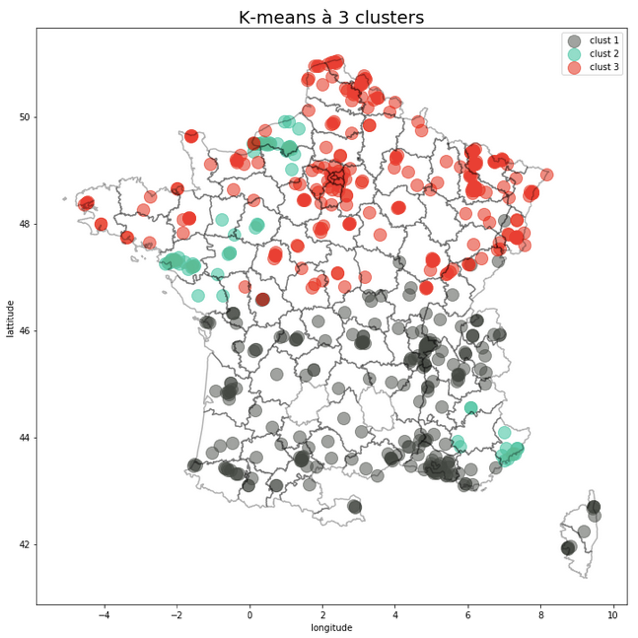 K-means à 3 clusters
clust 1
clust 2
clust 3
50
48
46
44
42
lattitude
−4
−2
0
2
4
6
8
10
longitude